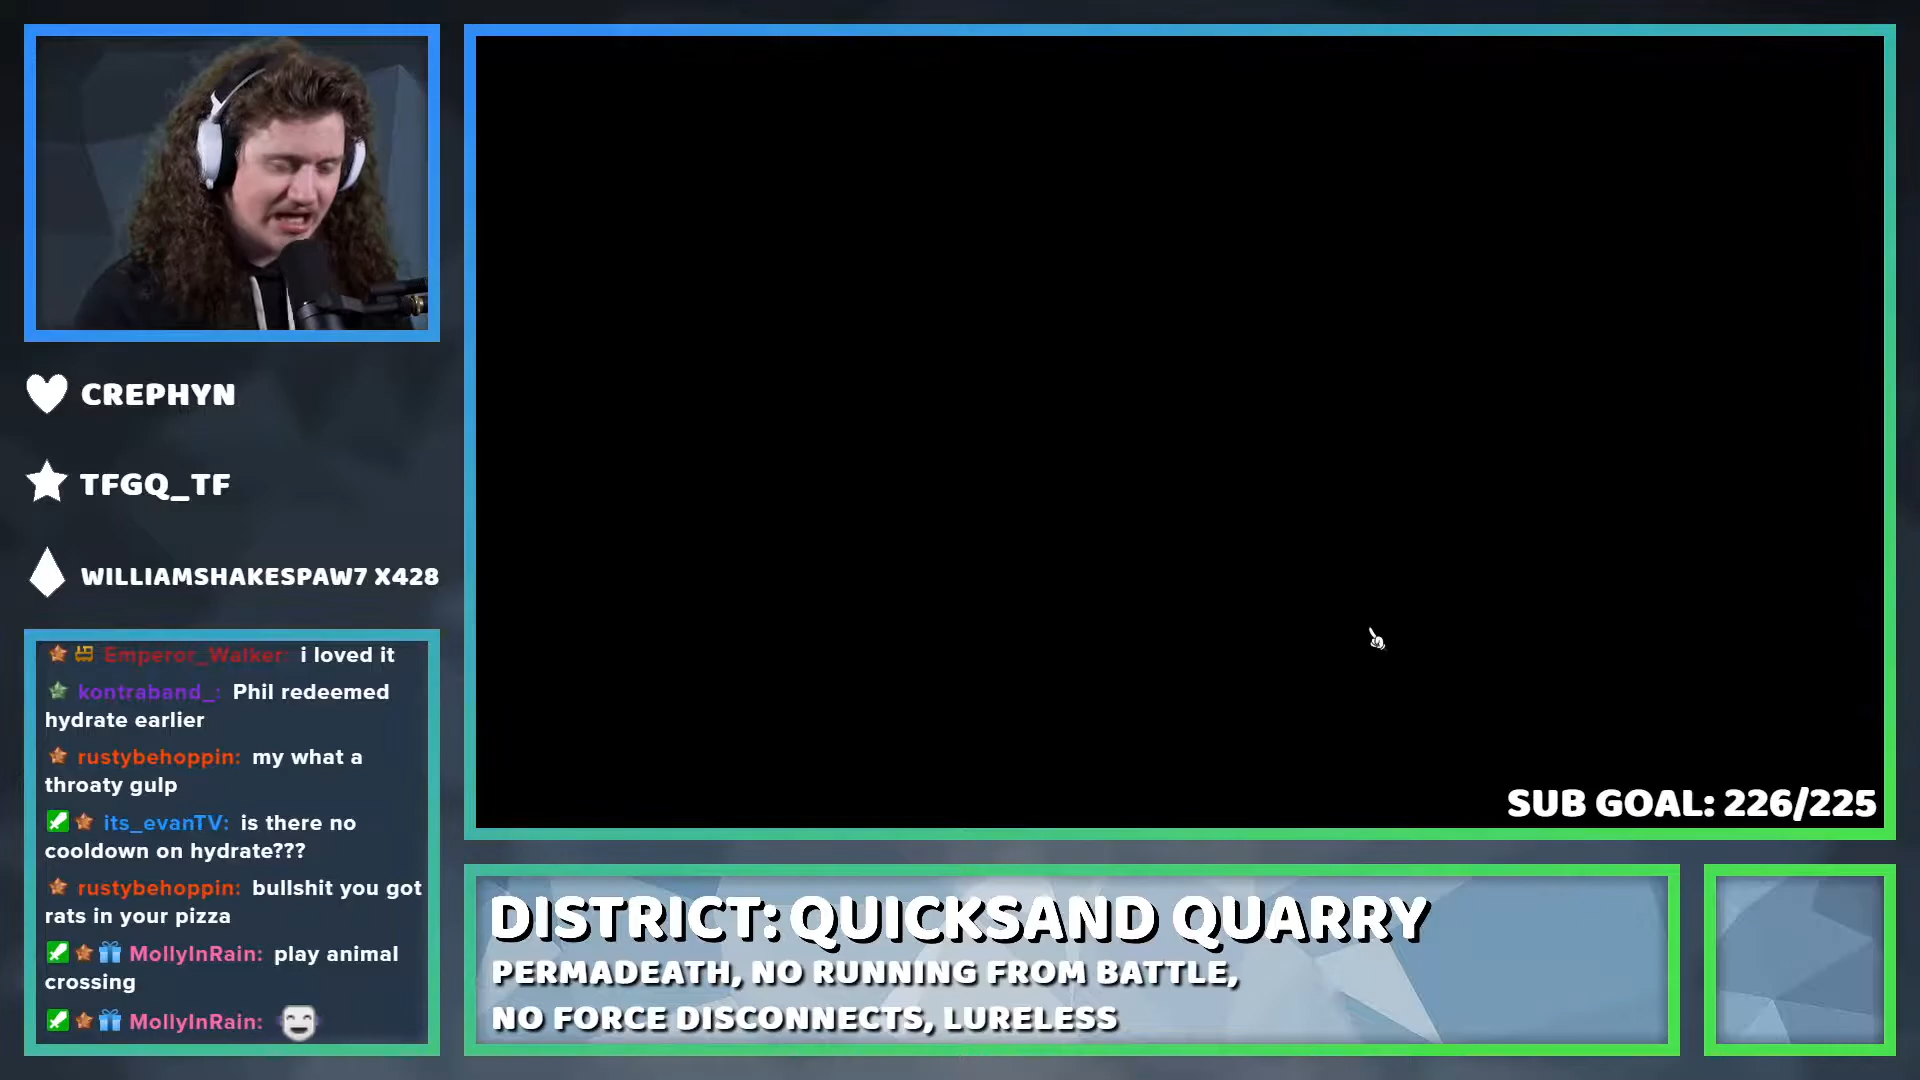 CREPHYN
TFGQ_TF
WILLIAMSHAKESPAW7 X428
Emperor_Walker: i loved it
kontraband_: Phil redeemed
hydrate earlier
rustybehoppin: my what a
throaty gulp
its_evanTV: is there no
cooldown on hydrate???
rustybehoppin: bullshit you got
rats in your pizza
MollyInRain: play animal
crossing
MollyInRain:
SUB GOAL: 226/225
DISTRICT: QUICKSAND QUARRY
PERMADEATH, NO RUNNING FROM BATTLE,
NO FORCE DISCONNECTS, LURELESS